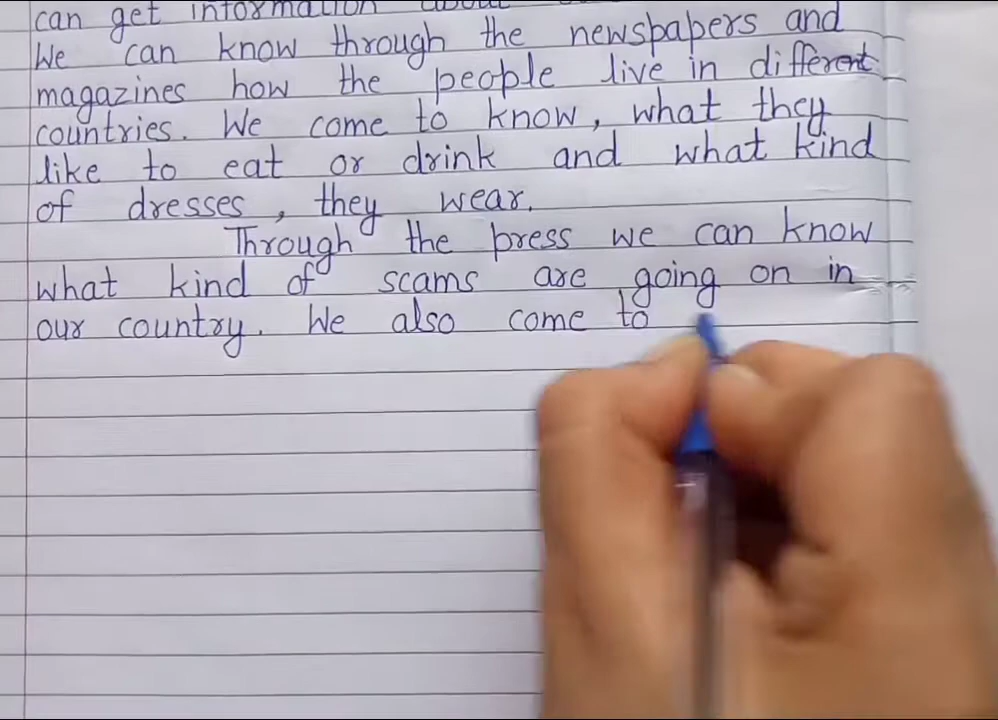 can get information about
We can know through the newspapers and
magazines how the people live in different
countries. We come to know, what they
like to eat or drink and what kind
of dresses, they wear.
Through the press we can know
what kind of scams are going on in
our country. We also come to